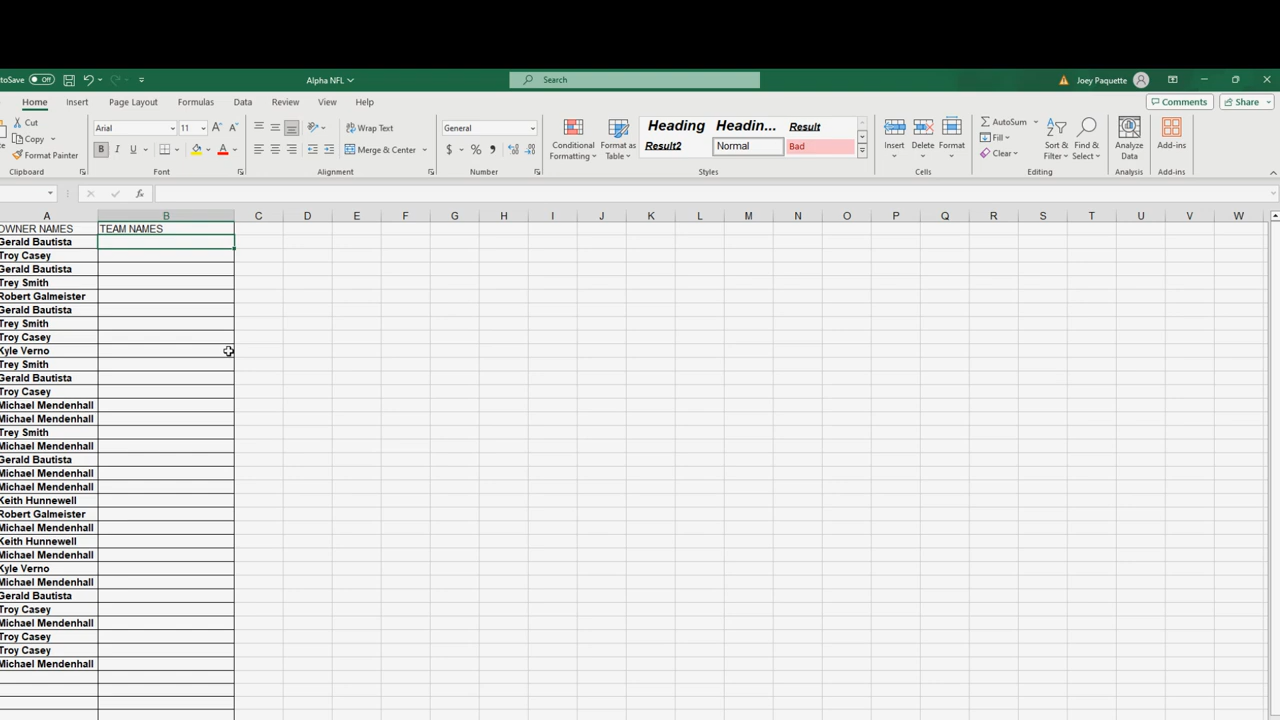 toSave Off Alpha NFL Search Joey Paquette
Home Insert Page Layout Formulas Data Review View Help Comments Share
Cut
Copy
Format Painter
Clipboard
Arial 11
B I U
Font
Wrap Text
Merge & Center
Alignment
General
$ % ,
Number
Conditional Formatting
Format as Table
Heading Headin... Result
Result2 Normal Bad
Styles
Insert Delete Format
Cells
AutoSum
Fill
Clear
Sort & Filter
Find & Select
Editing
Analyze Data
Analysis
Add-ins
Add-ins
fx
A B C D E F G H I J K L M N O P Q R S T U V W
OWNER NAMES TEAM NAMES
Gerald Bautista
Troy Casey
Gerald Bautista
Trey Smith
Robert Galmeister
Gerald Bautista
Trey Smith
Troy Casey
Kyle Verno
Trey Smith
Gerald Bautista
Troy Casey
Michael Mendenhall
Michael Mendenhall
Trey Smith
Michael Mendenhall
Gerald Bautista
Michael Mendenhall
Michael Mendenhall
Keith Hunnewell
Robert Galmeister
Michael Mendenhall
Keith Hunnewell
Michael Mendenhall
Kyle Verno
Michael Mendenhall
Gerald Bautista
Troy Casey
Michael Mendenhall
Troy Casey
Troy Casey
Michael Mendenhall